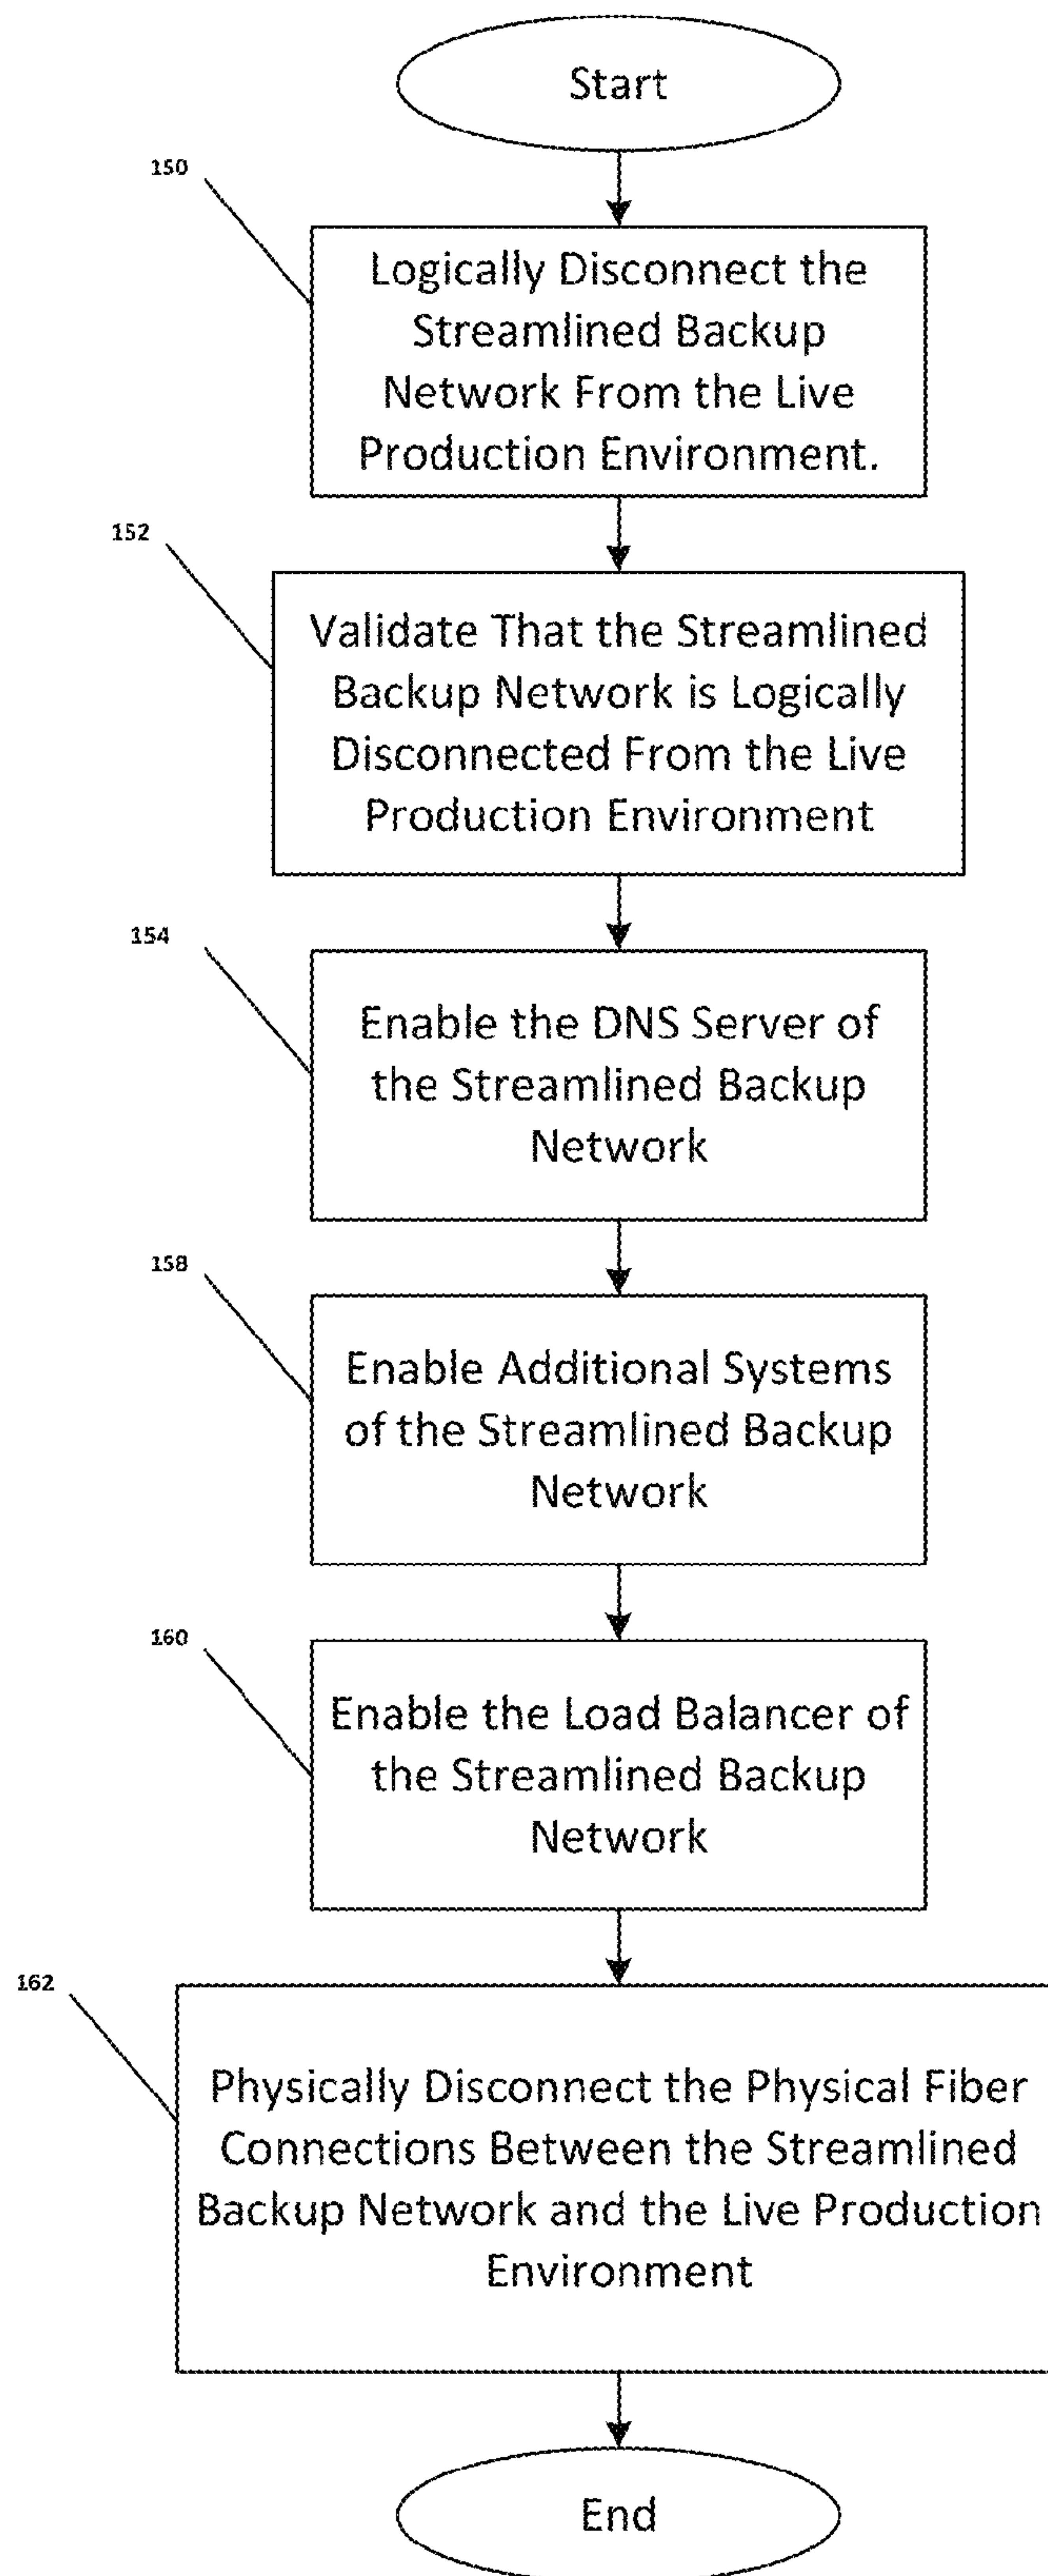 Start
150
Logically Disconnect the
Streamlined Backup
Network From the Live
Production Environment.
152
Validate That the Streamlined
Backup Network is Logically
Disconnected From the Live
Production Environment
154
Enable the DNS Server of
the Streamlined Backup
Network
158
Enable Additional Systems
of the Streamlined Backup
Network
160
Enable the Load Balancer of
the Streamlined Backup
Network
162
Physically Disconnect the Physical Fiber
Connections Between the Streamlined
Backup Network and the Live Production
Environment
End